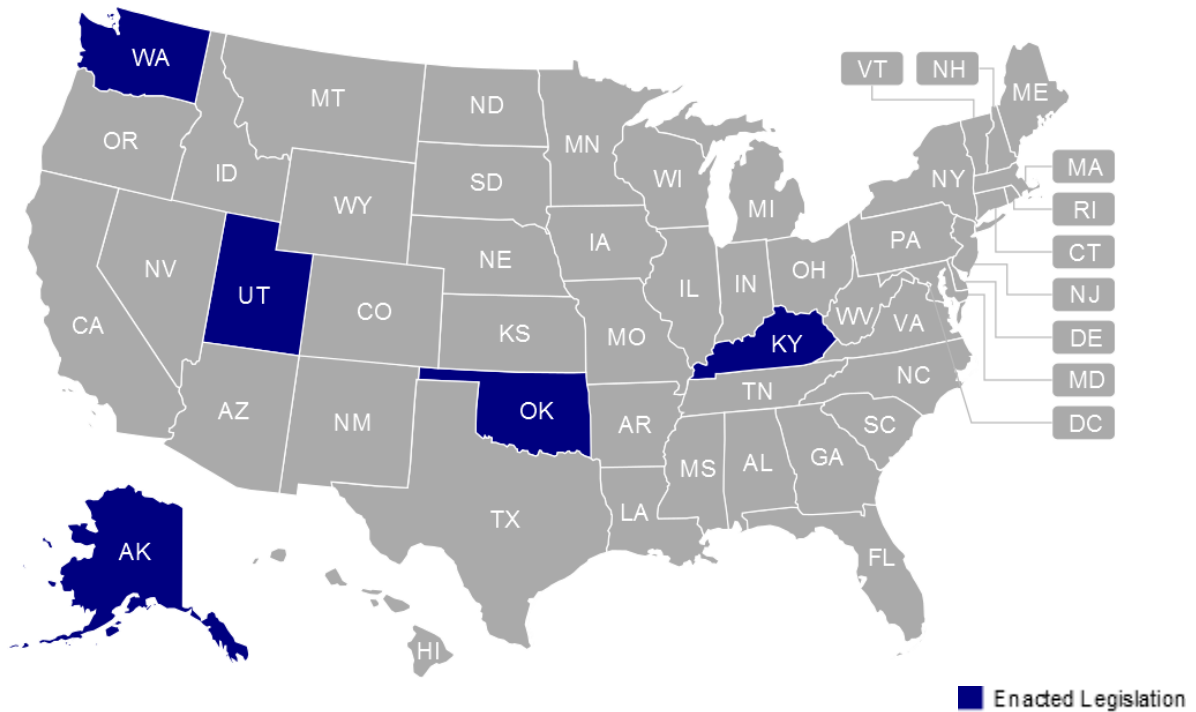 WA
VT
NH
ME
MT
ND
MN
OR
ID
SD
WI
MI
NY
MA
WY
RI
PA
IA
CT
NV
NE
OH
UT
IN
IL
NJ
CO
WV
VA
CA
KS
MO
KY
DE
MD
NC
TN
AZ
NM
OK
AR
SC
DC
MS
AL
GA
TX
LA
AK
FL
HI
Enacted Legislation